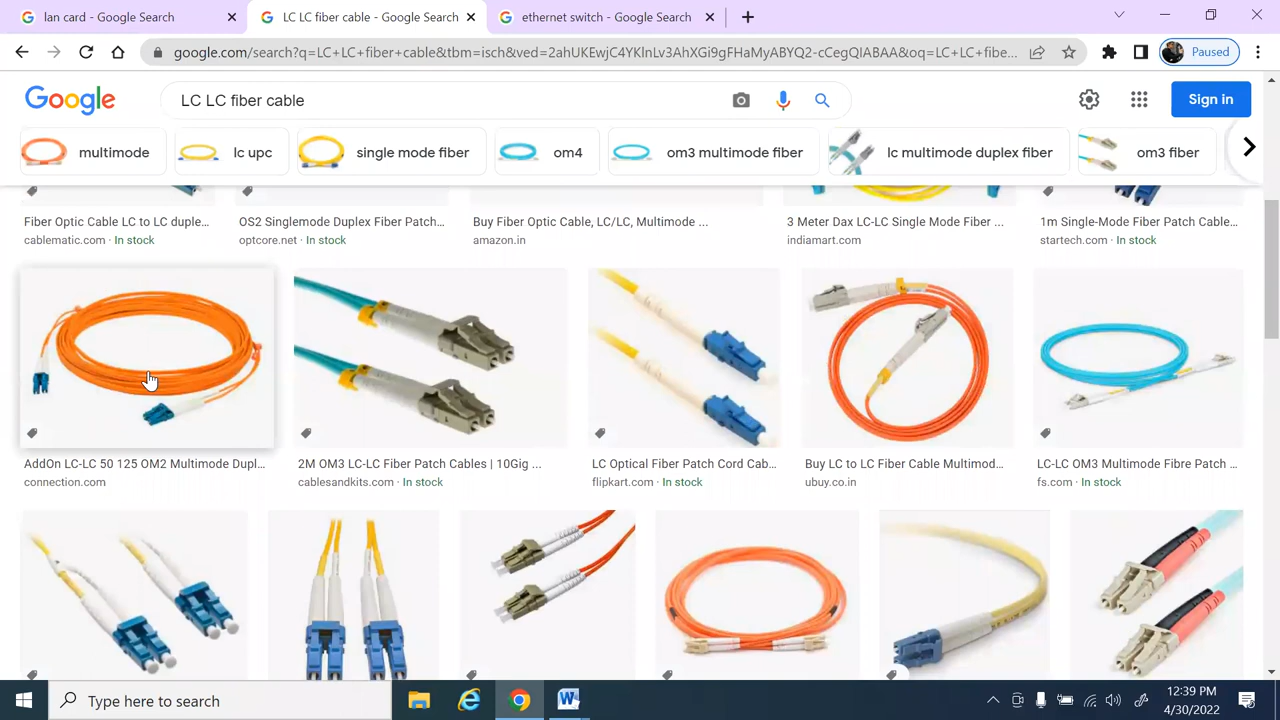 lan card - Google Search
LC LC fiber cable - Google Search
ethernet switch - Google Search
google.com/search?q=LC+LC+fiber+cable&tbm=isch&ved=2ahUKEwjC4YKInLv3AhXGi9gFHaMyABYQ2-cCegQIABAA&oq=LC+LC+fibe...
Paused
Google
LC LC fiber cable
Sign in
multimode
lc upc
single mode fiber
om4
om3 multimode fiber
lc multimode duplex fiber
om3 fiber
Fiber Optic Cable LC to LC duple...
OS2 Singlemode Duplex Fiber Patch...
Buy Fiber Optic Cable, LC/LC, Multimode ...
3 Meter Dax LC-LC Single Mode Fiber ...
1m Single-Mode Fiber Patch Cable...
cablematic.com · In stock
optcore.net · In stock
amazon.in
indiamart.com
startech.com · In stock
AddOn LC-LC 50 125 OM2 Multimode Dupl...
2M OM3 LC-LC Fiber Patch Cables | 10Gig ...
LC Optical Fiber Patch Cord Cab...
Buy LC to LC Fiber Cable Multimod...
LC-LC OM3 Multimode Fibre Patch ...
connection.com
cablesandkits.com · In stock
flipkart.com · In stock
ubuy.co.in
fs.com · In stock
Type here to search
12:39 PM
4/30/2022